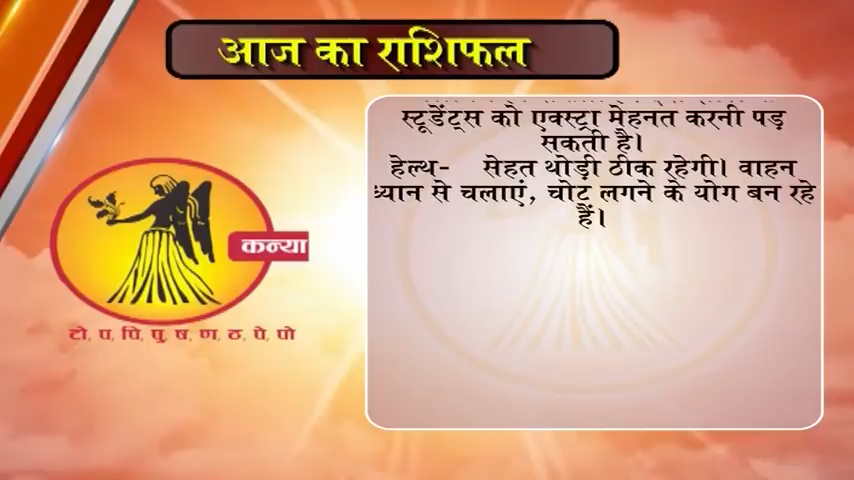 आज का राशिफल
स्टूडेंट्स को एक्स्ट्रा मेहनत करनी पड़
सकती है।
हेल्थ- सेहत थोड़ी ठीक रहेगी। वाहन
ध्यान से चलाएं, चोट लगने के योग बन रहे
हैं।
कन्या
टो, प, पि, पु, ष, ण, ठ, पे, पो